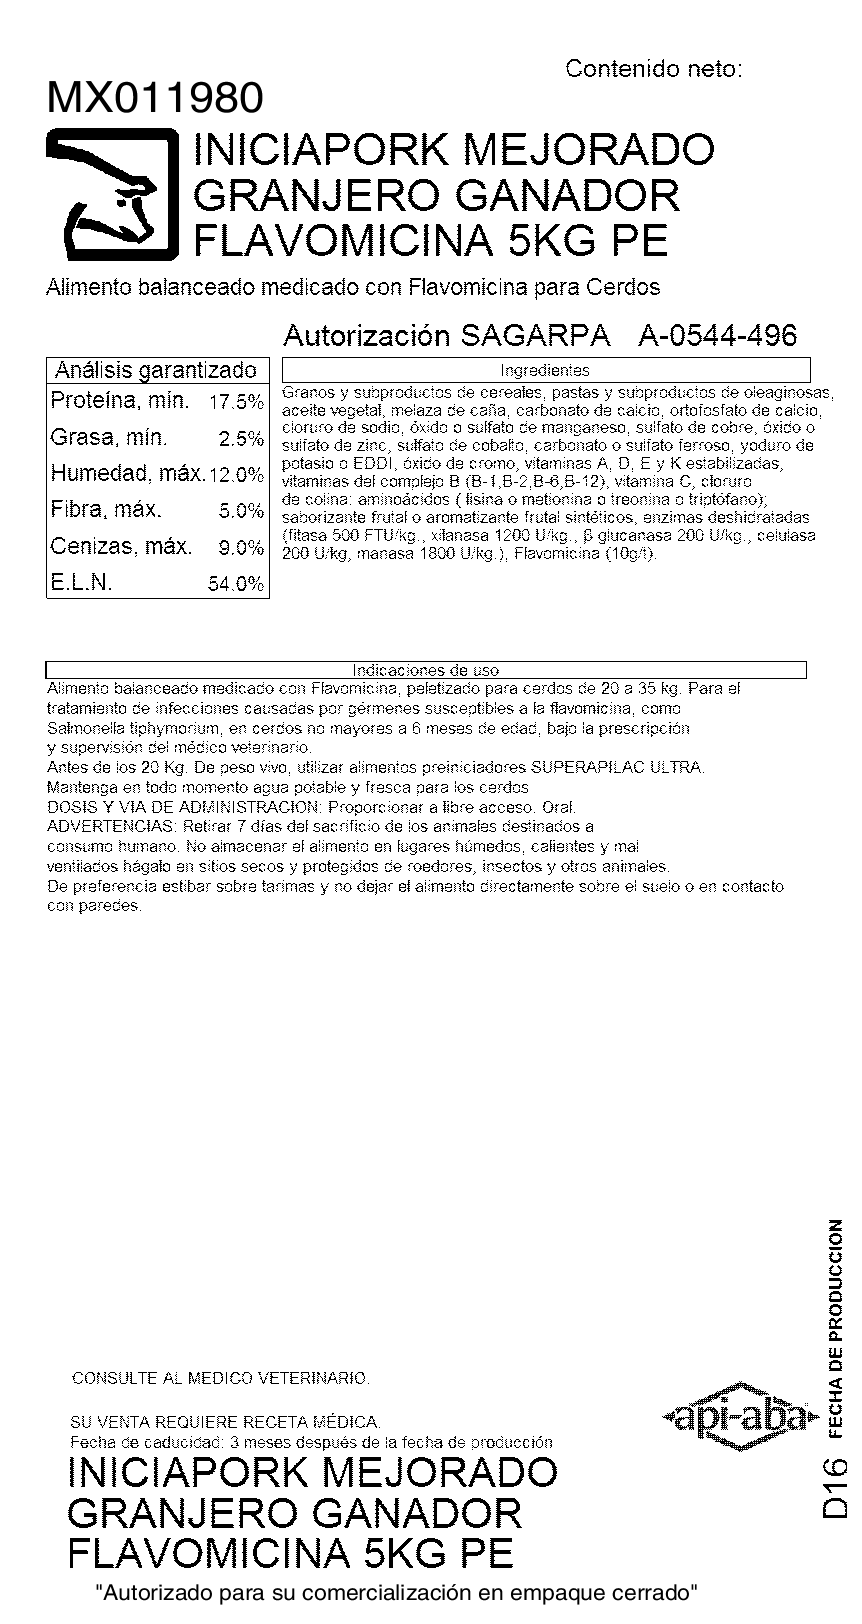 Contenido neto:
MX011980
INICIAPORK MEJORADO
GRANJERO GANADOR
FLAVOMICINA 5KG PE
Alimento balanceado medicado con Flavomicina para Cerdos
Autorización SAGARPA A-0544-496
Análisis garantizado
Proteína, mín. 17.5%
Grasa, mín. 2.5%
Humedad, máx. 12.0%
Fibra, máx. 5.0%
Cenizas, máx. 9.0%
E.L.N. 54.0%
Ingredientes
Granos y subproductos de cereales, pastas y subproductos de oleaginosas,
aceite vegetal, melaza de caña, carbonato de calcio, ortofosfato de calcio,
cloruro de sodio, óxido o sulfato de manganeso, sulfato de cobre, óxido o
sulfato de zinc, sulfato de cobalto, carbonato o sulfato ferroso, yoduro de
potasio o EDDI, óxido de cromo, vitaminas A, D, E y K estabilizadas,
vitaminas del complejo B (B-1,B-2,B-6,B-12), vitamina C, cloruro
de colina: aminoácidos ( lisina o metionina o treonina o triptófano);
saborizante frutal o aromatizante frutal sintéticos, enzimas deshidratadas
(fitasa 500 FTU/kg., xilanasa 1200 U/kg., β glucanasa 200 U/kg., celulasa
200 U/kg, manasa 1800 U/kg.), Flavomicina (10g/t).
Indicaciones de uso
Alimento balanceado medicado con Flavomicina, peletizado para cerdos de 20 a 35 kg. Para el
tratamiento de infecciones causadas por gérmenes susceptibles a la flavomicina, como
Salmonella tiphymorium, en cerdos no mayores a 6 meses de edad, bajo la prescripción
y supervisión del médico veterinario.
Antes de los 20 Kg. De peso vivo, utilizar alimentos preiniciadores SUPERAPILAC ULTRA.
Mantenga en todo momento agua potable y fresca para los cerdos
DOSIS Y VIA DE ADMINISTRACION: Proporcionar a libre acceso. Oral.
ADVERTENCIAS: Retirar 7 días del sacrificio de los animales destinados a
consumo humano. No almacenar el alimento en lugares húmedos, calientes y mal
ventilados hágalo en sitios secos y protegidos de roedores, insectos y otros animales.
De preferencia estibar sobre tarimas y no dejar el alimento directamente sobre el suelo o en contacto
con paredes.
FECHA DE PRODUCCION
D16
CONSULTE AL MEDICO VETERINARIO.
SU VENTA REQUIERE RECETA MÉDICA.
Fecha de caducidad: 3 meses después de la fecha de producción
api-aba
INICIAPORK MEJORADO
GRANJERO GANADOR
FLAVOMICINA 5KG PE
"Autorizado para su comercialización en empaque cerrado"